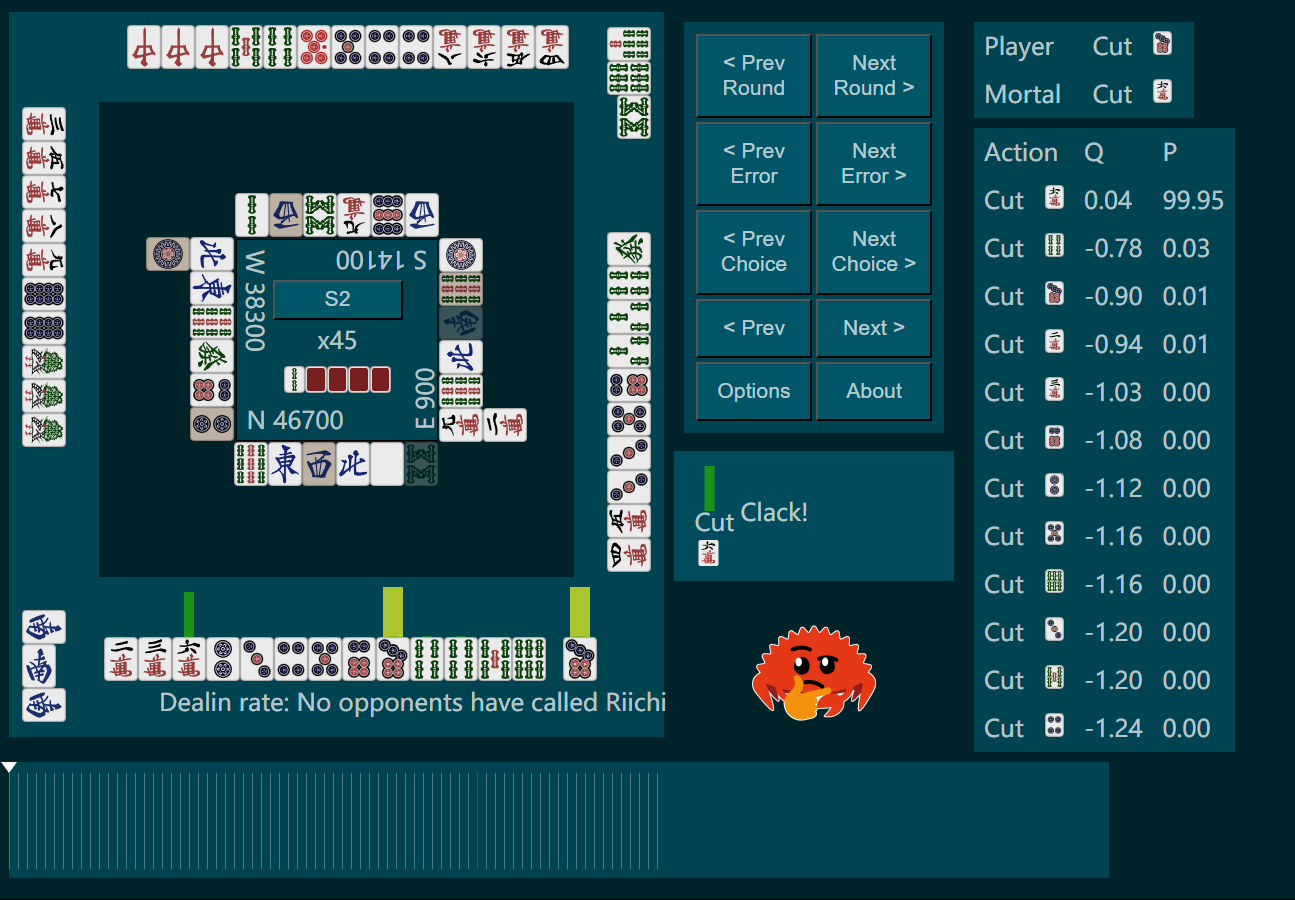 S 14100
W 38300
S2
x45
E 900
N 46700
Dealin rate: No opponents have called Riichi
< Prev Round
Next Round >
< Prev Error
Next Error >
< Prev Choice
Next Choice >
< Prev
Next >
Options
About
Cut
Clack!
Player Cut
Mortal Cut
Action Q P
Cut 0.04 99.95
Cut -0.78 0.03
Cut -0.90 0.01
Cut -0.94 0.01
Cut -1.03 0.00
Cut -1.08 0.00
Cut -1.12 0.00
Cut -1.16 0.00
Cut -1.16 0.00
Cut -1.20 0.00
Cut -1.20 0.00
Cut -1.24 0.00